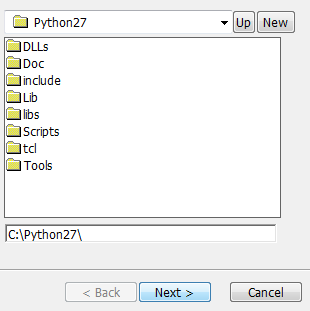 Python27 Up New
DLLs
Doc
include
Lib
libs
Scripts
tcl
Tools
C:\Python27\
< Back Next > Cancel